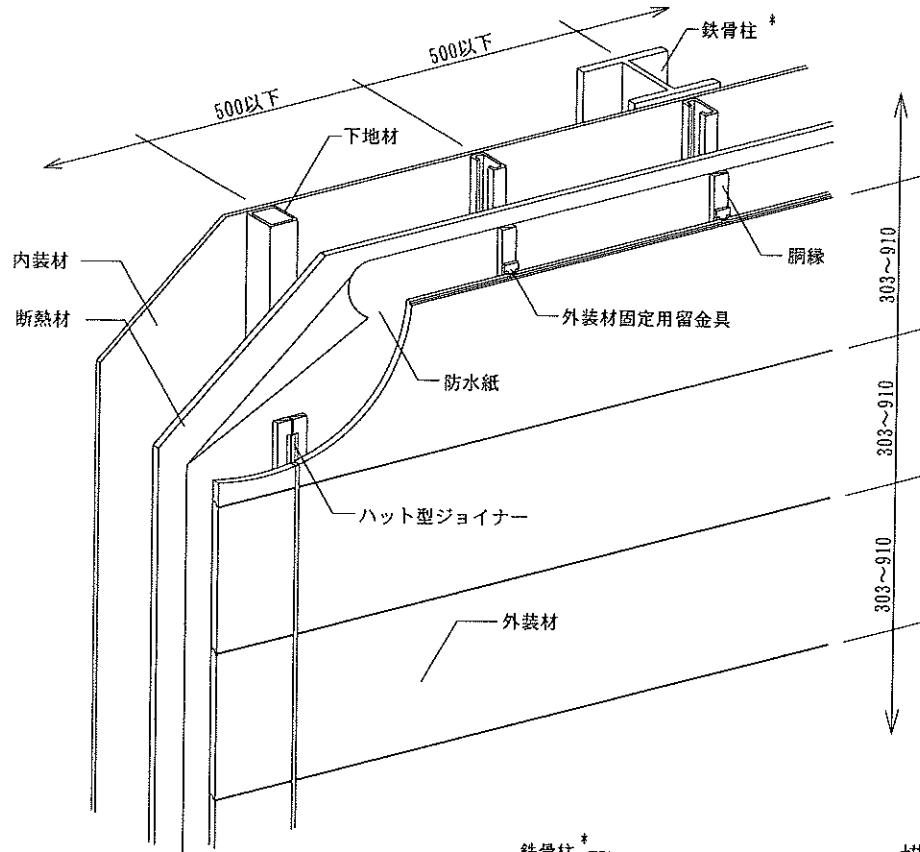 鉄骨柱*
500以下
500以下
下地材
内装材
断熱材
胴縁
外装材固定用留金具
防水紙
ハット型ジョイナー
外装材
303~910
303~910
303~910
鉄骨柱*